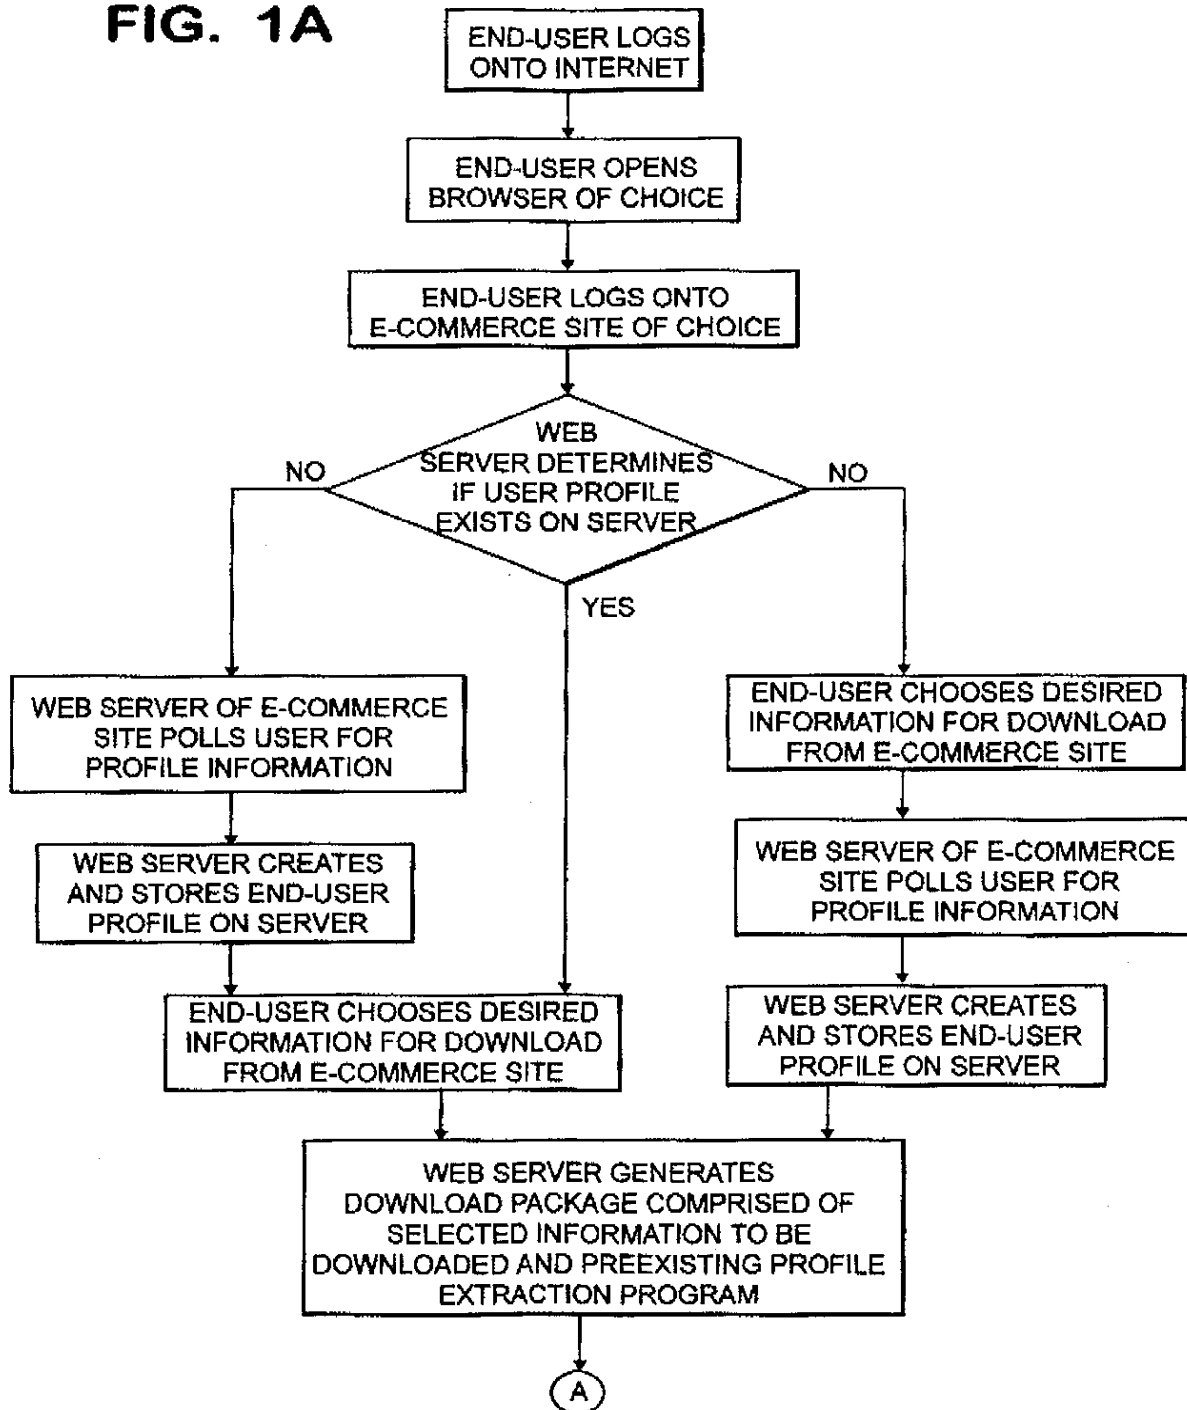 FIG. 1A
END-USER LOGS
ONTO INTERNET
END-USER OPENS
BROWSER OF CHOICE
END-USER LOGS ONTO
E-COMMERCE SITE OF CHOICE
WEB
SERVER DETERMINES
IF USER PROFILE
EXISTS ON SERVER
NO
NO
YES
WEB SERVER OF E-COMMERCE
SITE POLLS USER FOR
PROFILE INFORMATION
END-USER CHOOSES DESIRED
INFORMATION FOR DOWNLOAD
FROM E-COMMERCE SITE
WEB SERVER CREATES
AND STORES END-USER
PROFILE ON SERVER
WEB SERVER OF E-COMMERCE
SITE POLLS USER FOR
PROFILE INFORMATION
END-USER CHOOSES DESIRED
INFORMATION FOR DOWNLOAD
FROM E-COMMERCE SITE
WEB SERVER CREATES
AND STORES END-USER
PROFILE ON SERVER
WEB SERVER GENERATES
DOWNLOAD PACKAGE COMPRISED OF
SELECTED INFORMATION TO BE
DOWNLOADED AND PREEXISTING PROFILE
EXTRACTION PROGRAM
A